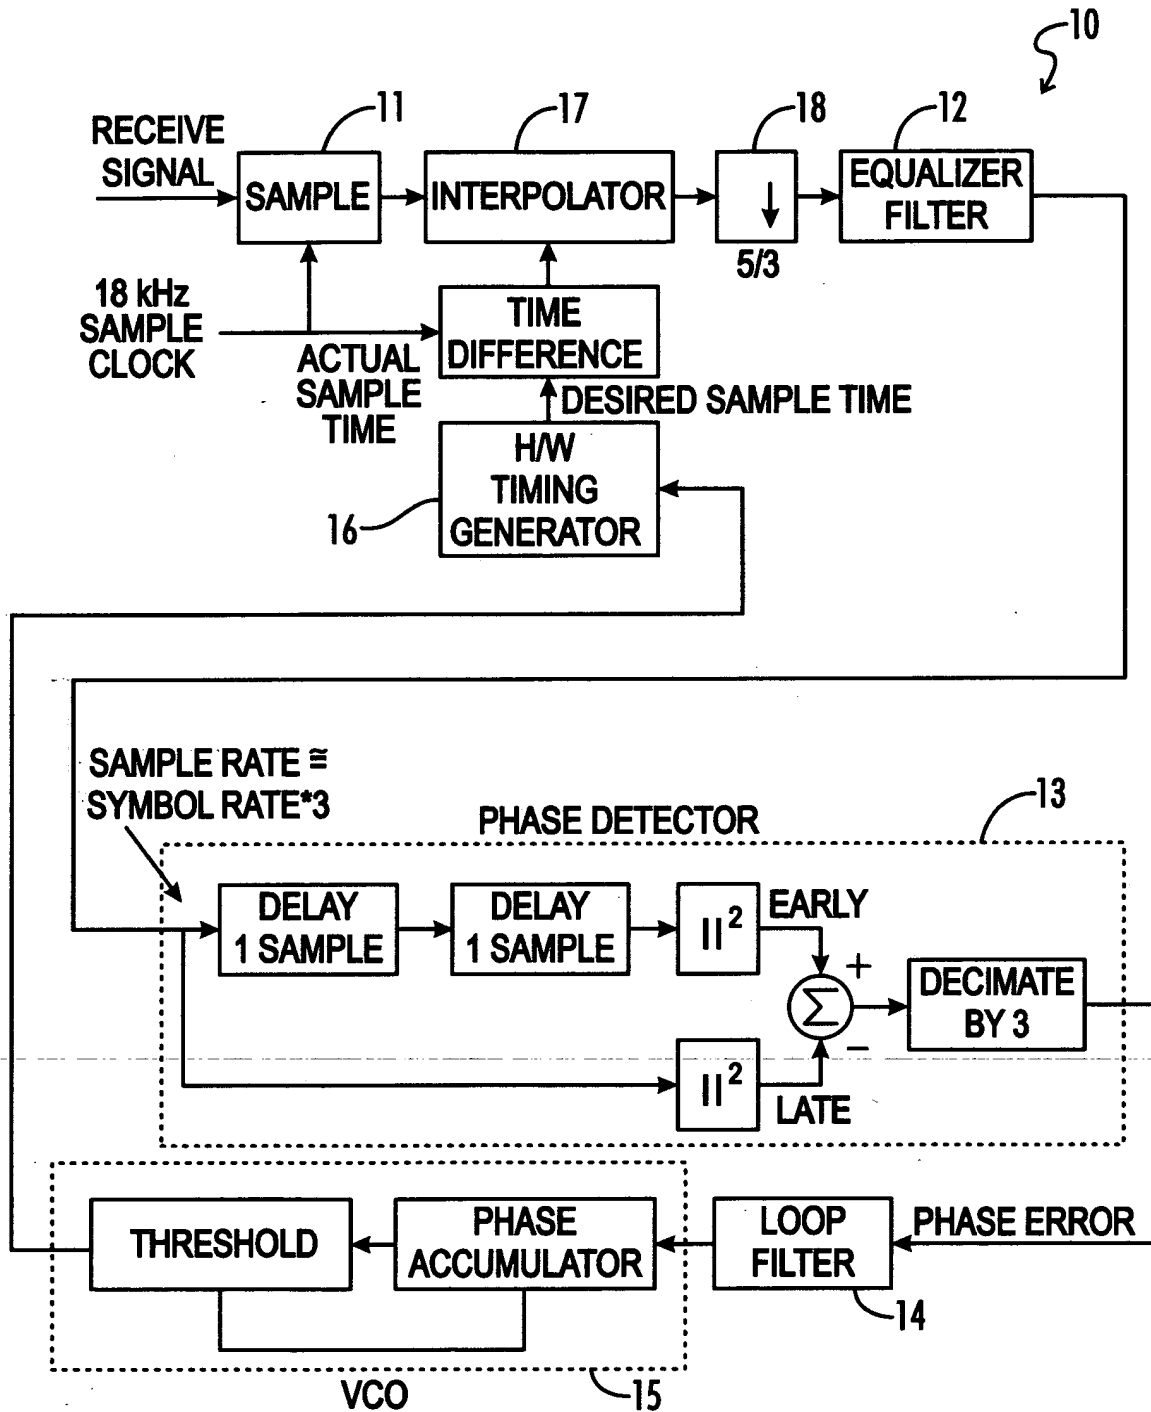 10
11
17
18
12
RECEIVE
SIGNAL
SAMPLE
INTERPOLATOR
↓
5/3
EQUALIZER
FILTER
18 kHz
SAMPLE
CLOCK
ACTUAL
SAMPLE
TIME
TIME
DIFFERENCE
DESIRED SAMPLE TIME
H/W
TIMING
GENERATOR
16
SAMPLE RATE ≅
SYMBOL RATE*3
PHASE DETECTOR
13
DELAY
1 SAMPLE
DELAY
1 SAMPLE
||²
EARLY
+
Σ
−
DECIMATE
BY 3
||²
LATE
THRESHOLD
PHASE
ACCUMULATOR
LOOP
FILTER
PHASE ERROR
14
VCO
15